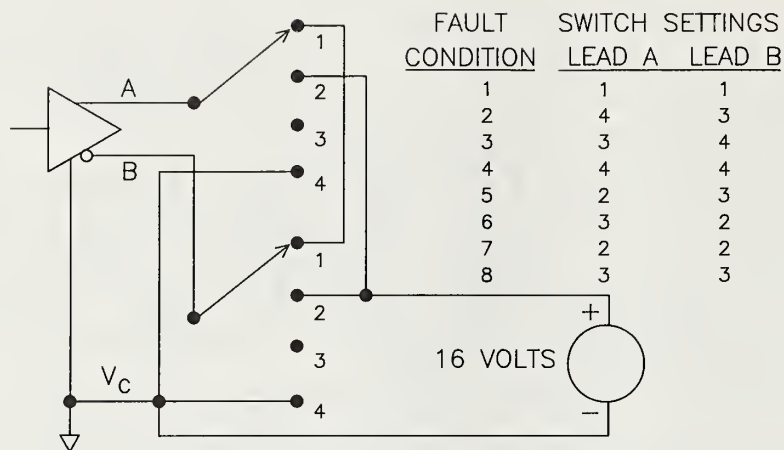 FAULT SWITCH SETTINGS
CONDITION LEAD A LEAD B
1 1 1
2 4 3
3 3 4
4 4 4
5 2 3
6 3 2
7 2 2
8 3 3
A
B
1
2
3
4
1
2
3
4
VC
+
16 VOLTS
−